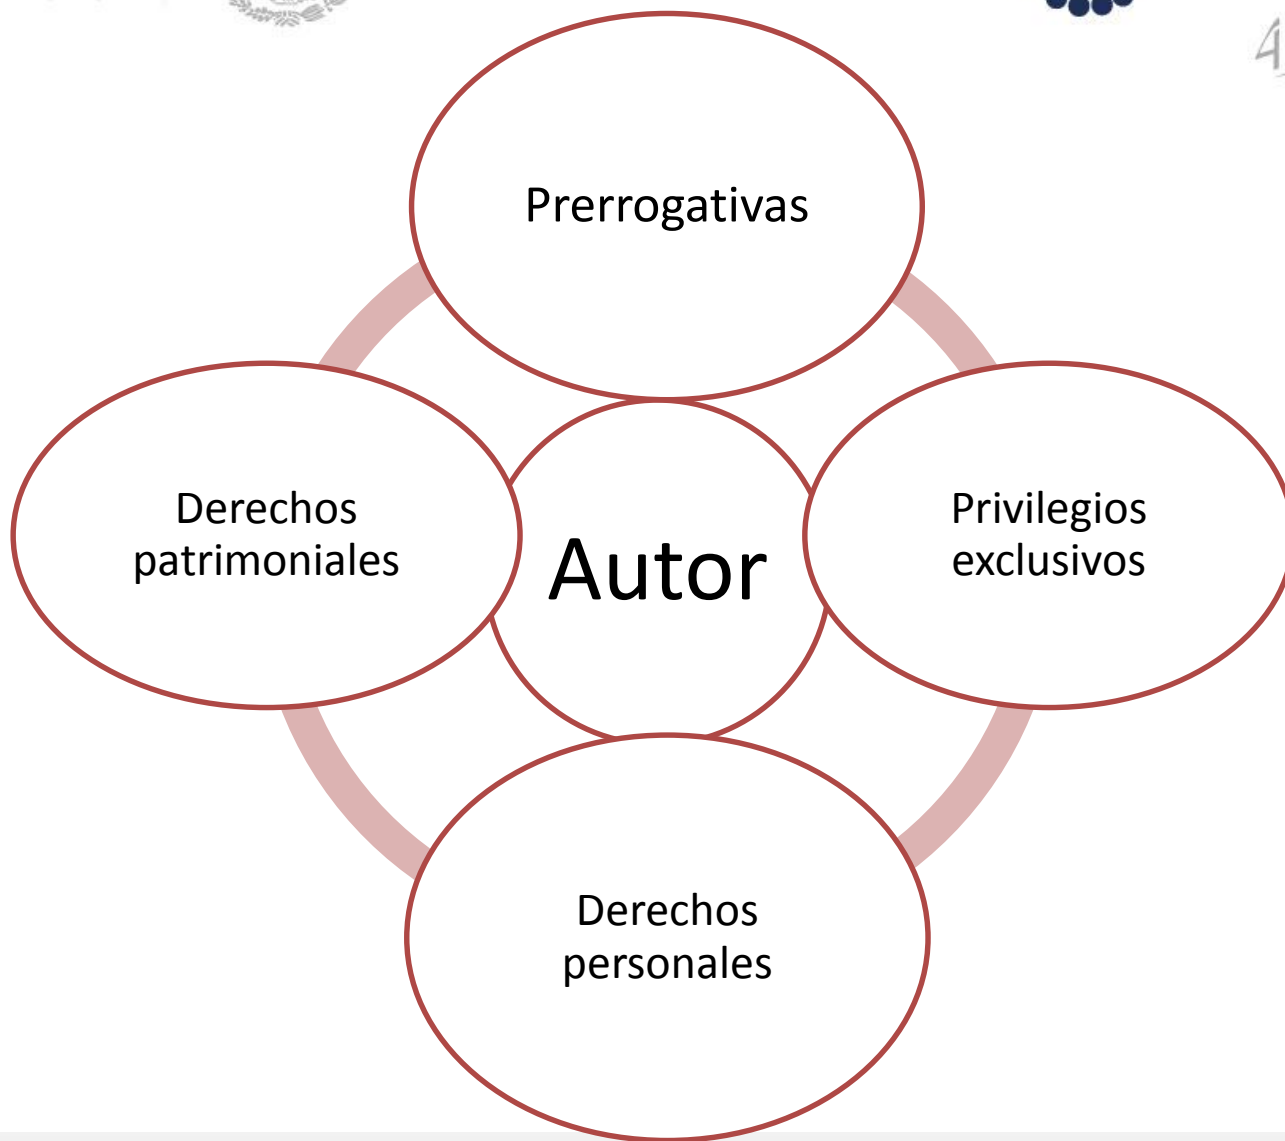 Prerrogativas
Derechos
patrimoniales
Autor
Privilegios
exclusivos
Derechos
personales